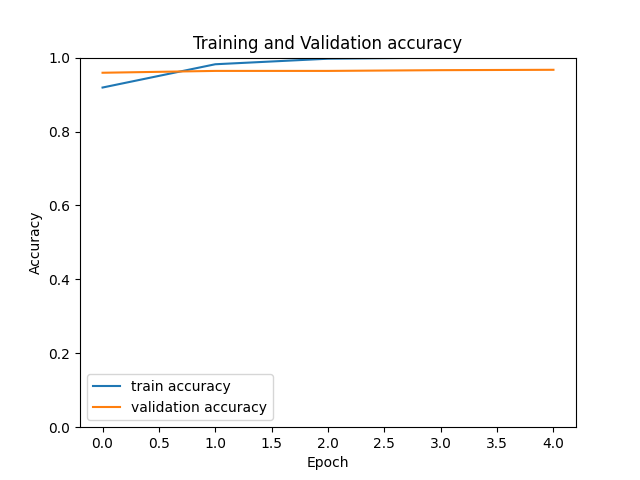 Training and Validation accuracy
Accuracy
1.0
0.8
0.6
0.4
0.2
0.0
train accuracy
validation accuracy
0.0 0.5 1.0 1.5 2.0 2.5 3.0 3.5 4.0
Epoch